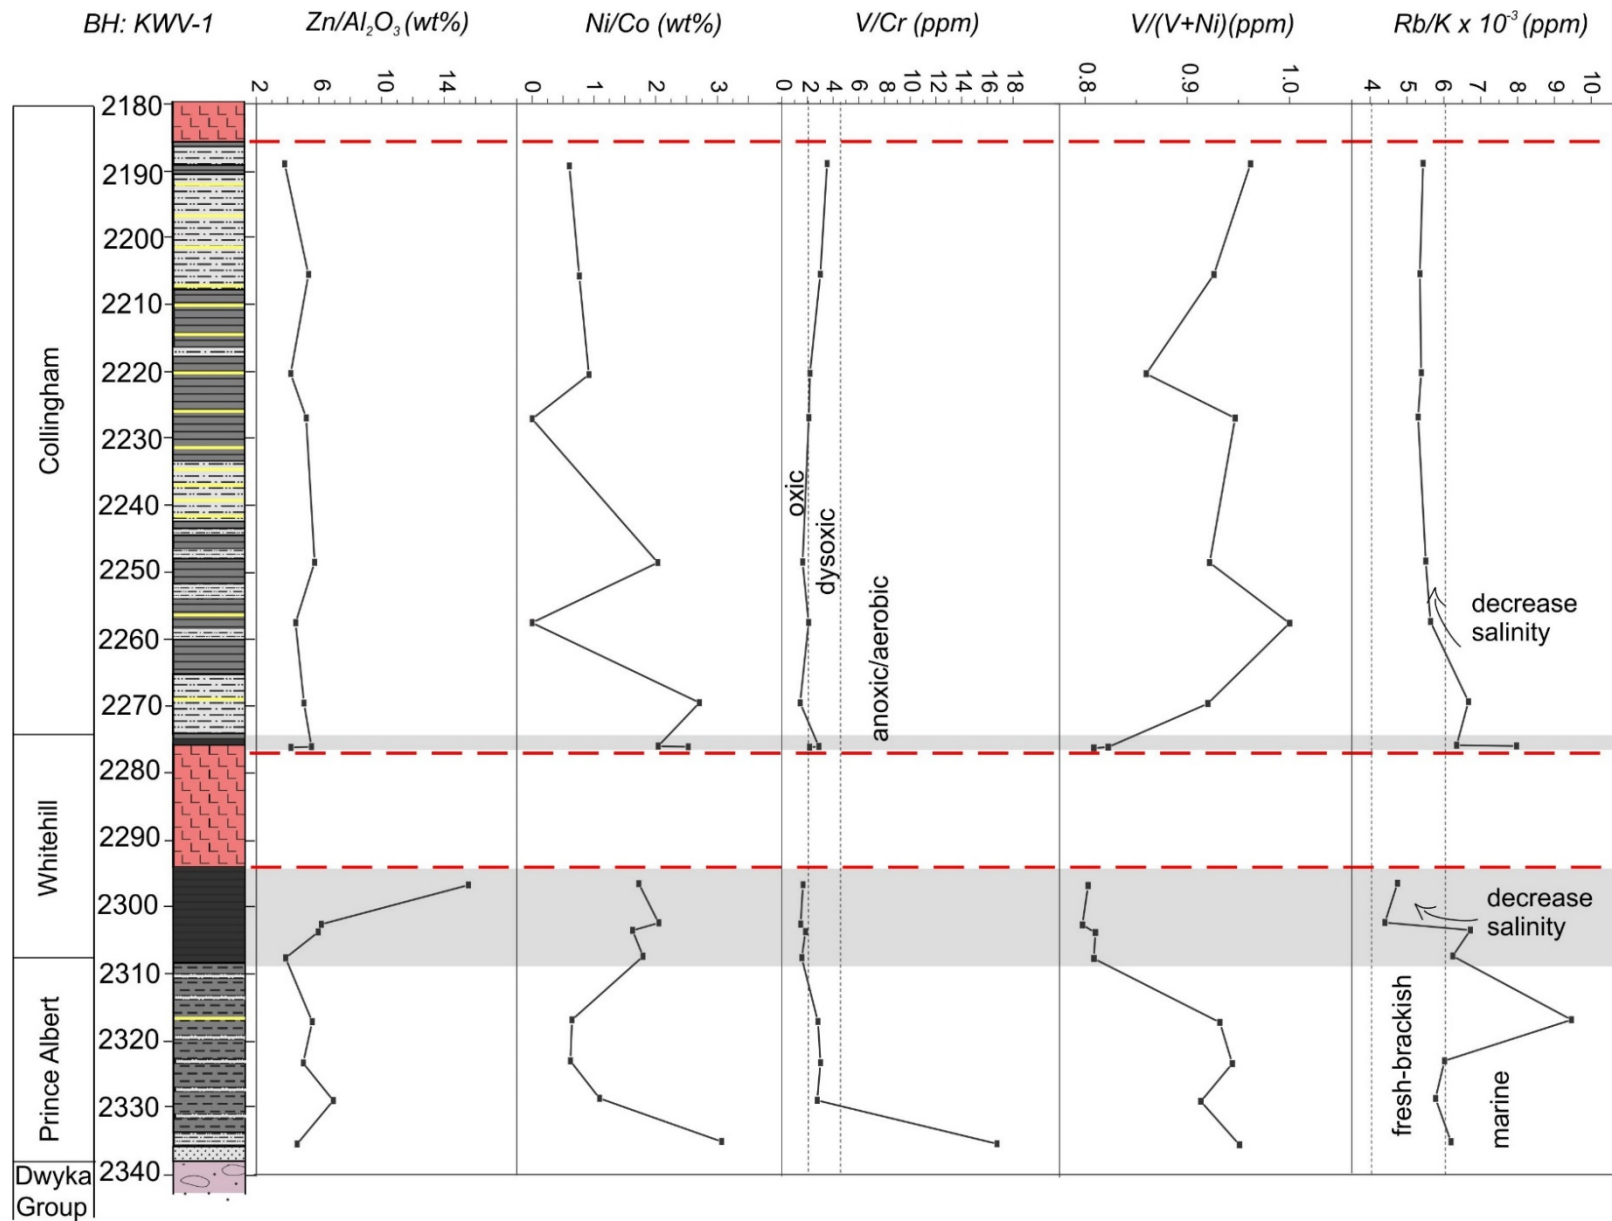 BH: KWV-1
Zn/Al₂O₃ (wt%)
Ni/Co (wt%)
V/Cr (ppm)
V/(V+Ni)(ppm)
Rb/K x 10⁻³ (ppm)
2 6 10 14
0 1 2 3
0 2 4 6 8 10 12 14 16 18
0.8 0.9 1.0
4 5 6 7 8 9 10
2180
2190
2200
2210
2220
2230
2240
2250
2260
2270
2280
2290
2300
2310
2320
2330
2340
Collingham
Whitehill
Prince Albert
Dwyka
Group
oxic
dysoxic
anoxic/aerobic
decrease
salinity
decrease
salinity
fresh-brackish
marine